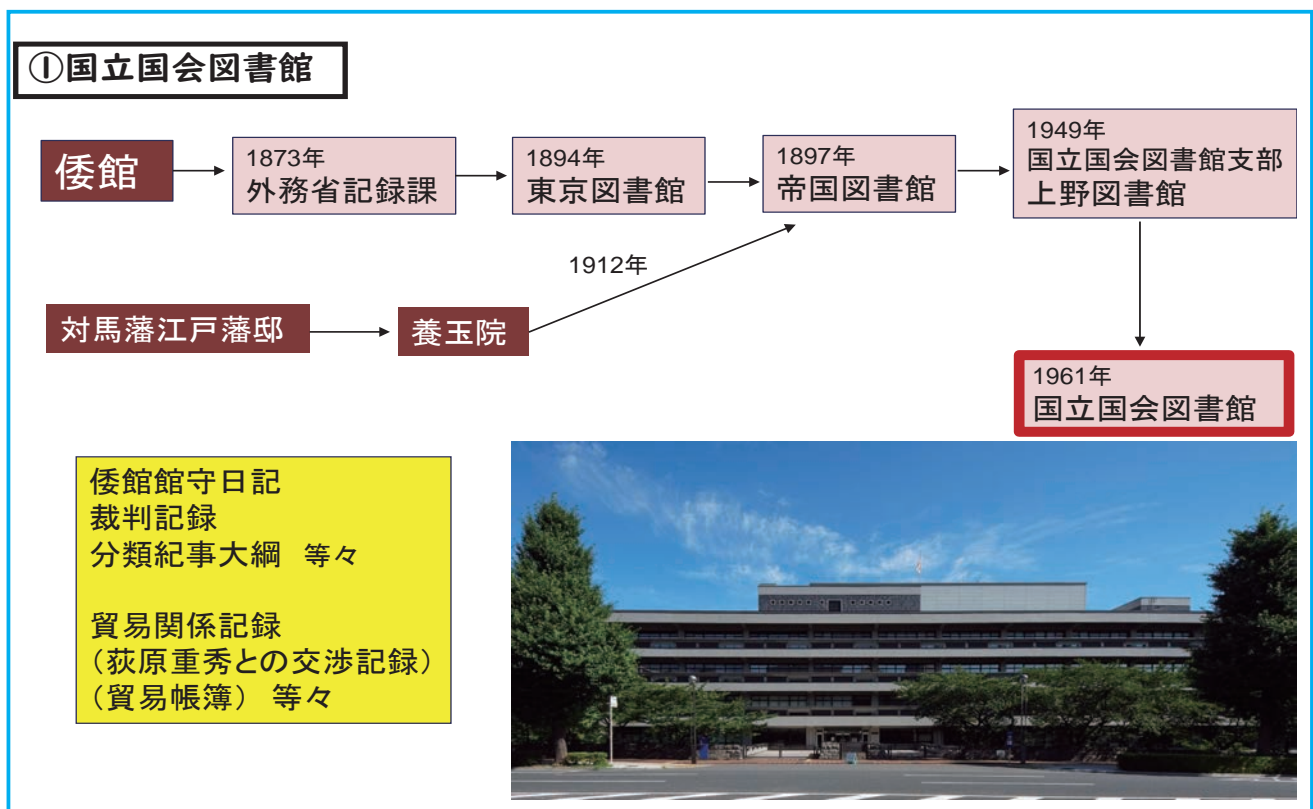 ①国立国会図書館
倭館
1873年
外務省記録課
1894年
東京図書館
1897年
帝国図書館
1949年
国立国会図書館支部
上野図書館
1912年
対馬藩江戸藩邸
養玉院
1961年
国立国会図書館
倭館館守日記
裁判記録
分類紀事大綱 等々
貿易関係記録
（荻原重秀との交渉記録）
（貿易帳簿） 等々